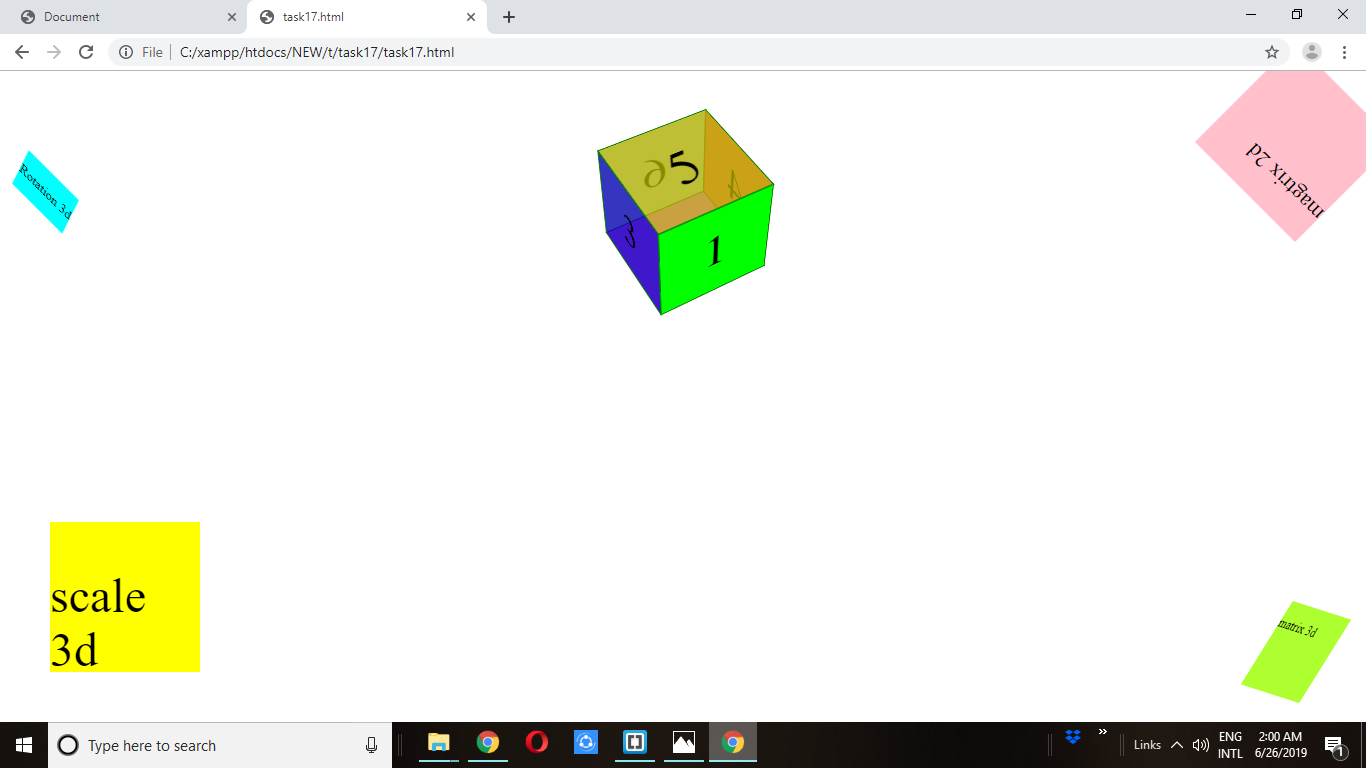 Document
task17.html
File
C:/xampp/htdocs/NEW/t/task17/task17.html
Rotation 3d
5
6
4
3
1
magtrix 2d
scale
3d
matrix 3d
Type here to search
Links
ENG
INTL
2:00 AM
6/26/2019
1